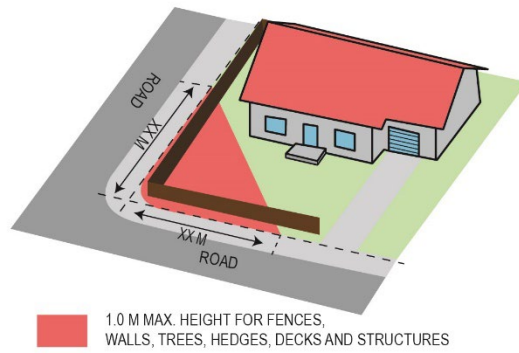 ROAD
XX M
XX M
ROAD
1.0 M MAX. HEIGHT FOR FENCES,
WALLS, TREES, HEDGES, DECKS AND STRUCTURES